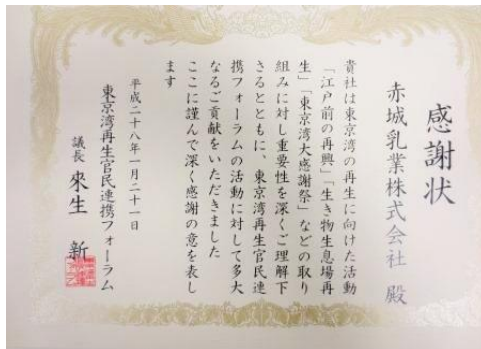 感謝状
赤城乳業株式会社 殿
貴社は東京湾の再生に向けた活動
「江戸前の再興」「生き物生息場再
生」「東京湾大感謝祭」などの取り
組みに対し重要性を深くご理解下
さるとともに、東京湾再生官民連
携フォーラムの活動に対して多大
なるご貢献をいただきました
ここに謹んで深く感謝の意を表し
ます
平成二十八年一月二十一日
東京湾再生官民連携フォーラム
議長 來生 新